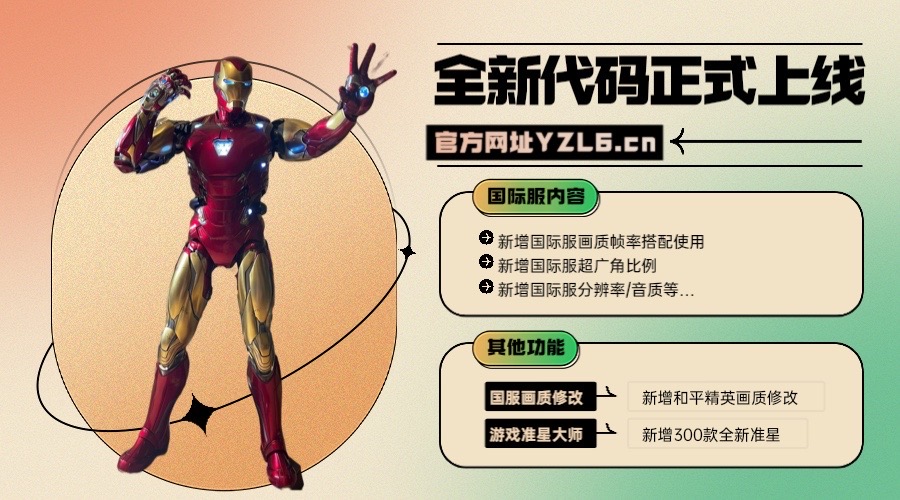 全新代码正式上线
官方网址YZL6.cn
国际服内容
新增国际服画质帧率搭配使用
新增国际服超广角比例
新增国际服分辨率/音质等...
其他功能
国服画质修改
新增和平精英画质修改
游戏准星大师
新增300款全新准星